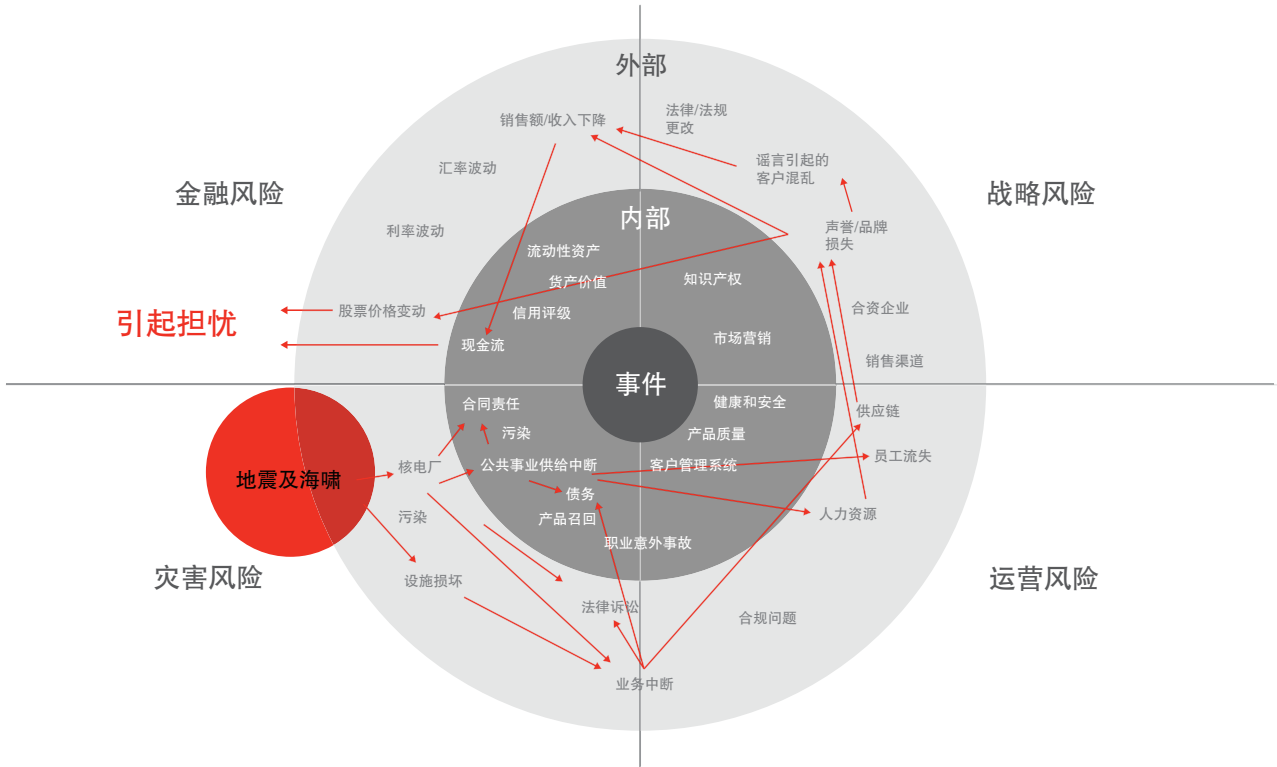 外部
销售额/收入下降
法律/法规
更改
谣言引起的
客户混乱
汇率波动
金融风险
战略风险
内部
利率波动
声誉/品牌
损失
流动性资产
货产价值
知识产权
引起担忧
股票价格变动
信用评级
合资企业
现金流
市场营销
销售渠道
事件
合同责任
健康和安全
供应链
污染
产品质量
地震及海啸
核电厂
公共事业供给中断
客户管理系统
员工流失
债务
污染
产品召回
人力资源
职业意外事故
灾害风险
设施损坏
运营风险
法律诉讼
合规问题
业务中断